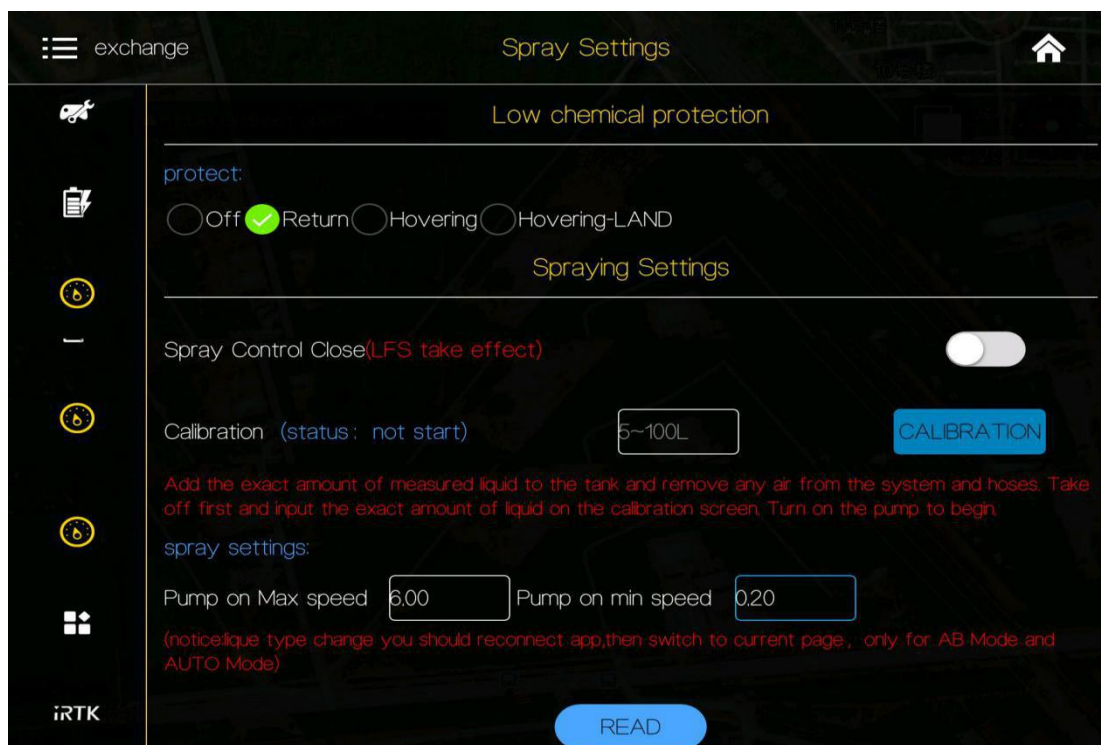 exchange
Spray Settings
Low chemical protection
protect:
Off Return Hovering Hovering-LAND
Spraying Settings
Spray Control Close(LFS take effect)
Calibration (status: not start) 5~100L CALIBRATION
Add the exact amount of measured liquid to the tank and remove any air from the system and hoses. Take
off first and input the exact amount of liquid on the calibration screen. Turn on the pump to begin.
spray settings:
Pump on Max speed 6.00 Pump on min speed 0.20
(notice:lique type change you should reconnect app,then switch to current page, only for AB Mode and
AUTO Mode)
iRTK
READ